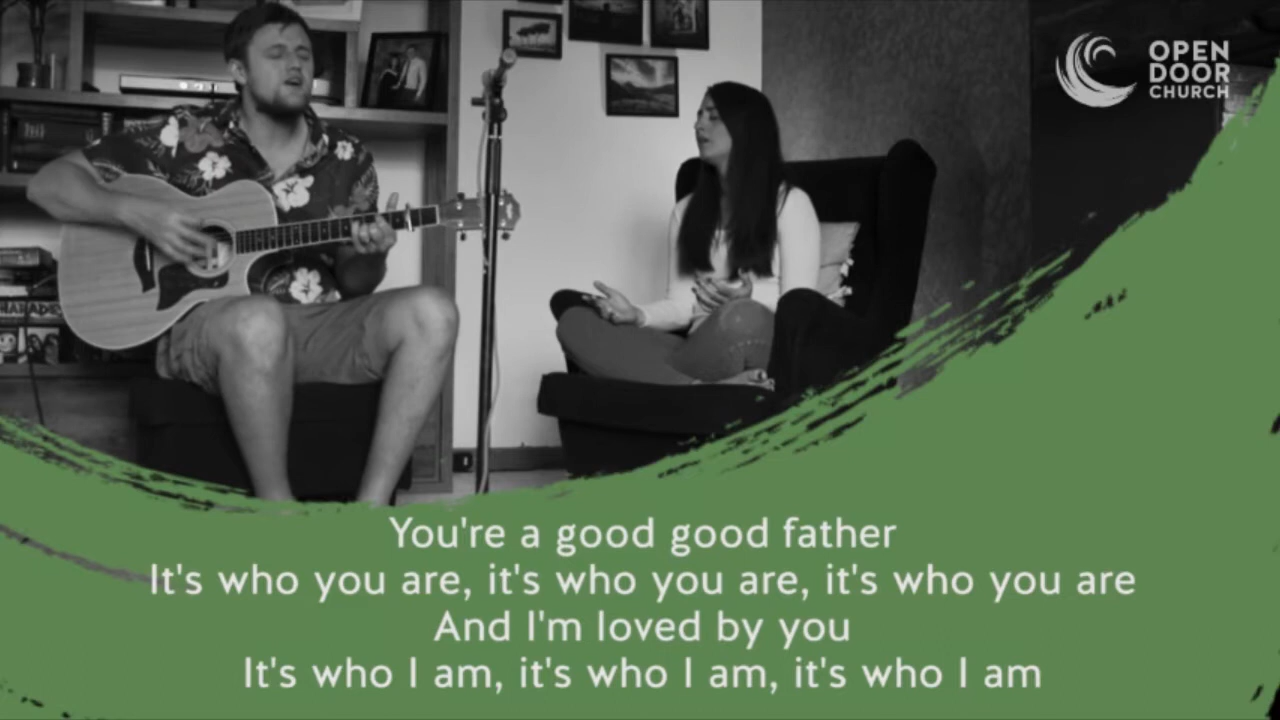 OPEN
DOOR
CHURCH
You're a good good father
It's who you are, it's who you are, it's who you are
And I'm loved by you
It's who I am, it's who I am, it's who I am